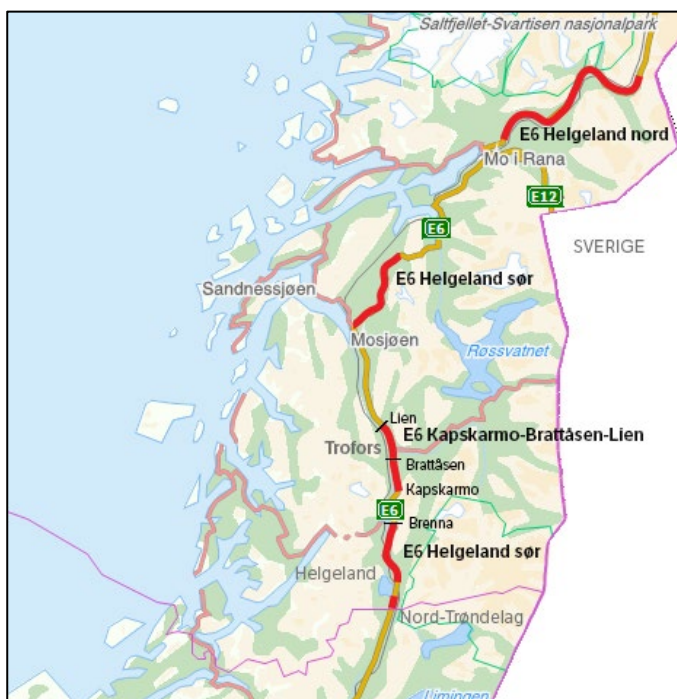 Saltfjellet-Svartisen nasjonalpark
E6 Helgeland nord
Mo i Rana
E12
E6
SVERIGE
E6 Helgeland sør
Sandnessjøen
Mosjøen
Røssvatnet
Lien
E6 Kapskarmo-Brattåsen-Lien
Trofors
Brattåsen
Kapskarmo
E6
Brenna
E6 Helgeland sør
Helgeland
Nord-Trøndelag
Limingen